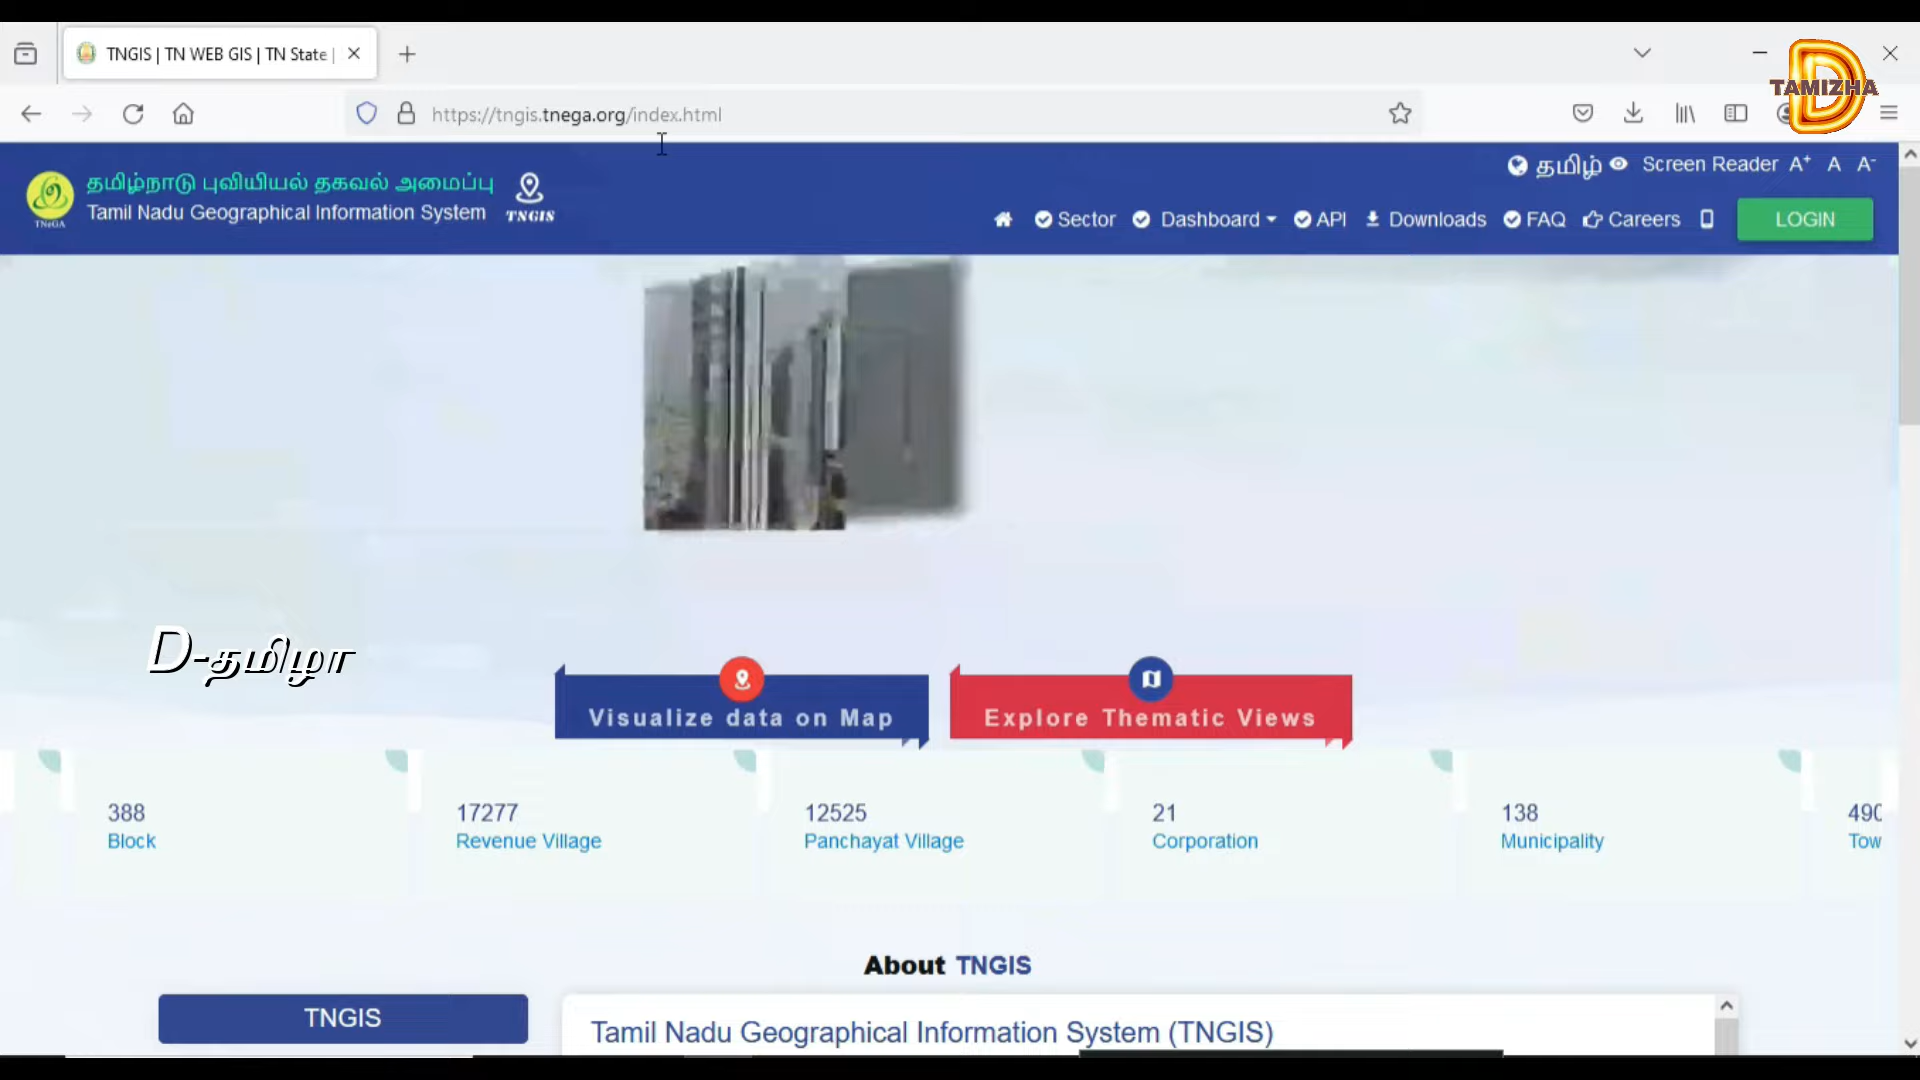 TNGIS | TN WEB GIS | TN State |
https://tngis.tnega.org/index.html
D
TAMIZHA
தமிழ் Screen Reader A+ A A-
தமிழ்நாடு புவியியல் தகவல் அமைப்பு
Tamil Nadu Geographical Information System
TNeGA
TNGIS
Sector Dashboard API Downloads FAQ Careers LOGIN
D-தமிழா
Visualize data on Map
Explore Thematic Views
388 17277 12525 21 138 490
Block Revenue Village Panchayat Village Corporation Municipality Tow
About TNGIS
TNGIS
Tamil Nadu Geographical Information System (TNGIS)